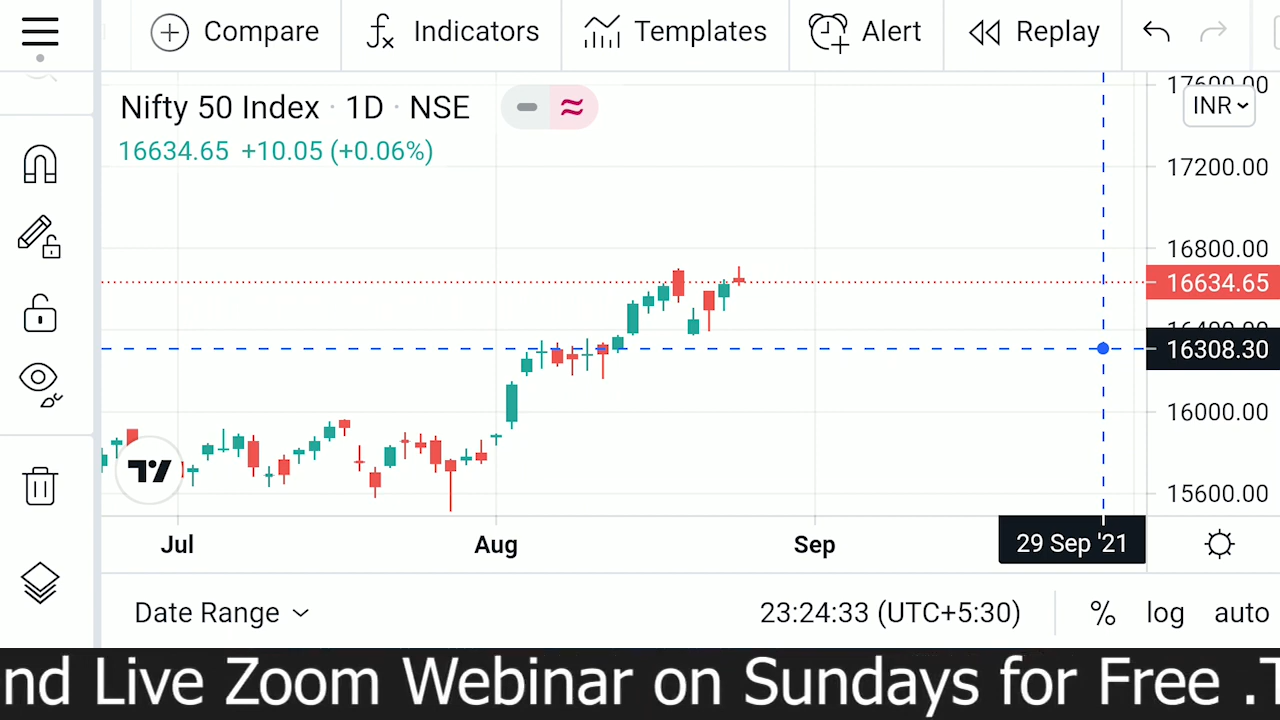 Compare
Indicators
Templates
Alert
Replay
Nifty 50 Index · 1D · NSE
16634.65 +10.05 (+0.06%)
17600.00
INR
17200.00
16800.00
16634.65
16400.00
16308.30
16000.00
15600.00
Jul
Aug
Sep
29 Sep '21
Date Range
23:24:33 (UTC+5:30)
%
log
auto
nd Live Zoom Webinar on Sundays for Free .T